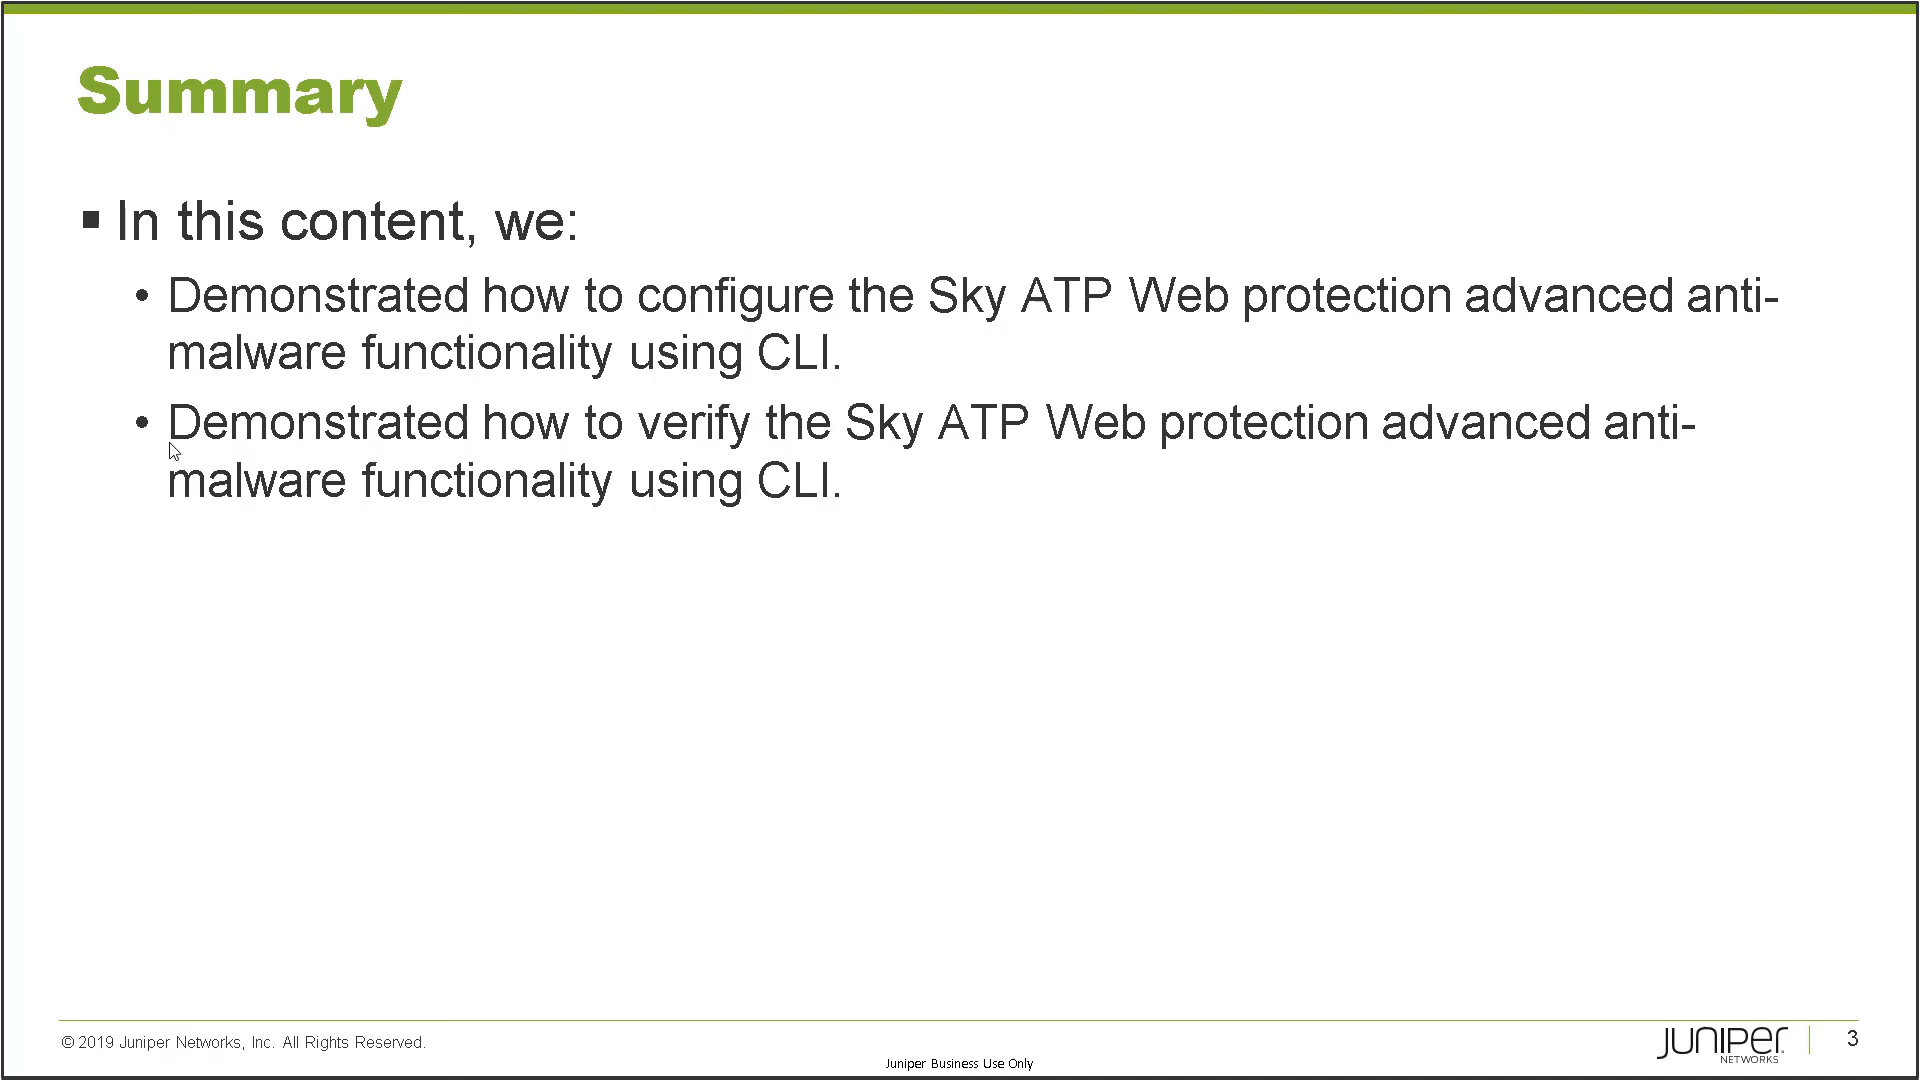 Summary
▪ In this content, we:
• Demonstrated how to configure the Sky ATP Web protection advanced anti-
malware functionality using CLI.
• Demonstrated how to verify the Sky ATP Web protection advanced anti-
malware functionality using CLI.
© 2019 Juniper Networks, Inc. All Rights Reserved.
JUNIPEr
NETWORKS
3
Juniper Business Use Only